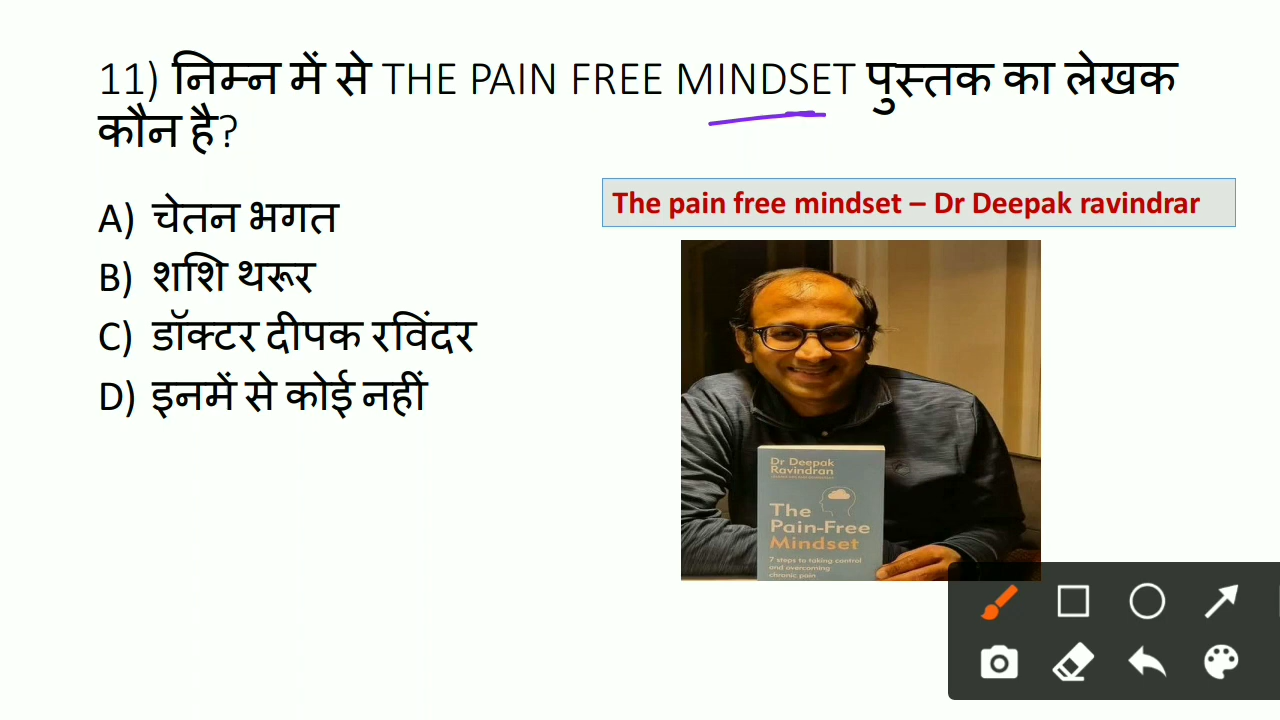 11) निम्न में से THE PAIN FREE MINDSET पुस्तक का लेखक
कौन है?
The pain free mindset – Dr Deepak ravindrar
A) चेतन भगत
B) शशि थरूर
C) डॉक्टर दीपक रविंदर
D) इनमें से कोई नहीं
Dr Deepak
Ravindran
The
Pain-Free
Mindset
7 steps to taking control
and overcoming
chronic pain